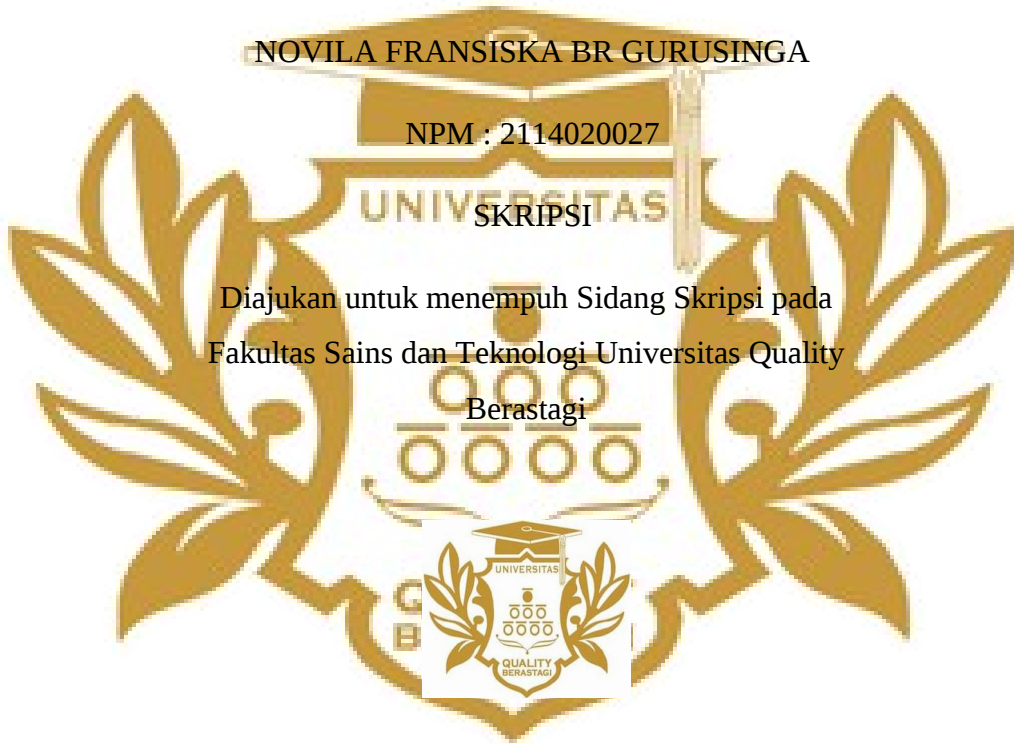 NOVILA FRANSISKA BR GURUSINGA
NPM : 2114020027
UNIVERSITAS
SKRIPSI
Diajukan untuk menempuh Sidang Skripsi pada
Fakultas Sains dan Teknologi Universitas Quality
Berastagi
UNIVERSITAS
QUALITY
BERASTAGI